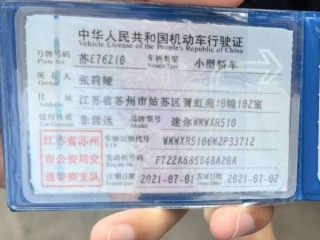 中华人民共和国机动车行驶证
Vehicle License of the People's Republic of China
号牌号码 苏E76Z10 车辆类型 小型轿车
Plate No. Vehicle Type
所有人 张莉娅
Owner
住址 江苏省苏州市姑苏区胥虹苑10幢102室
Address
使用性质 非营运 品牌型号 迷你WMWXR510
Use Character Model
江苏省苏州
市公安局交
通警察支队
车辆识别代号 WMWXR5106M2P33712
VIN
发动机号码 F722A685B48A20A
Engine No.
注册日期 2021-07-01 发证日期 2021-07-02
Register Date Issue Date